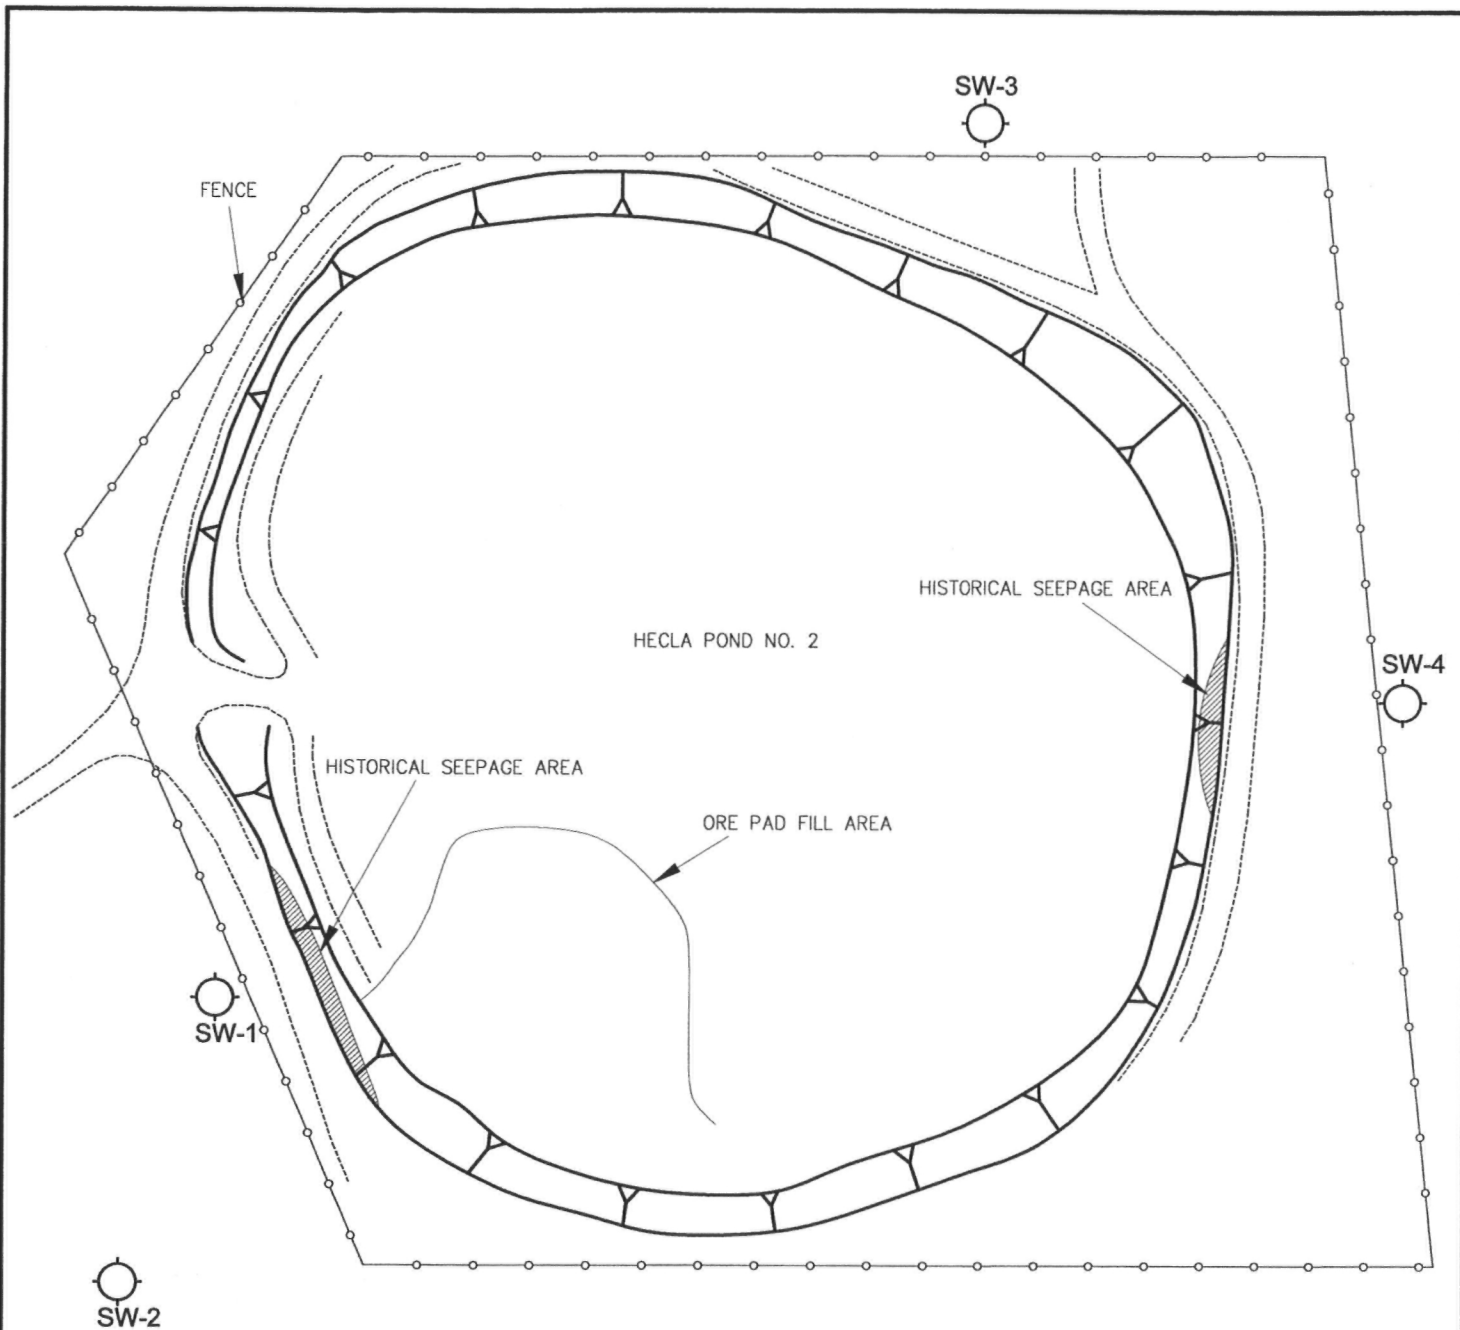 SW-3
FENCE
HISTORICAL SEEPAGE AREA
HECLA POND NO. 2
SW-4
HISTORICAL SEEPAGE AREA
ORE PAD FILL AREA
SW-1
SW-2